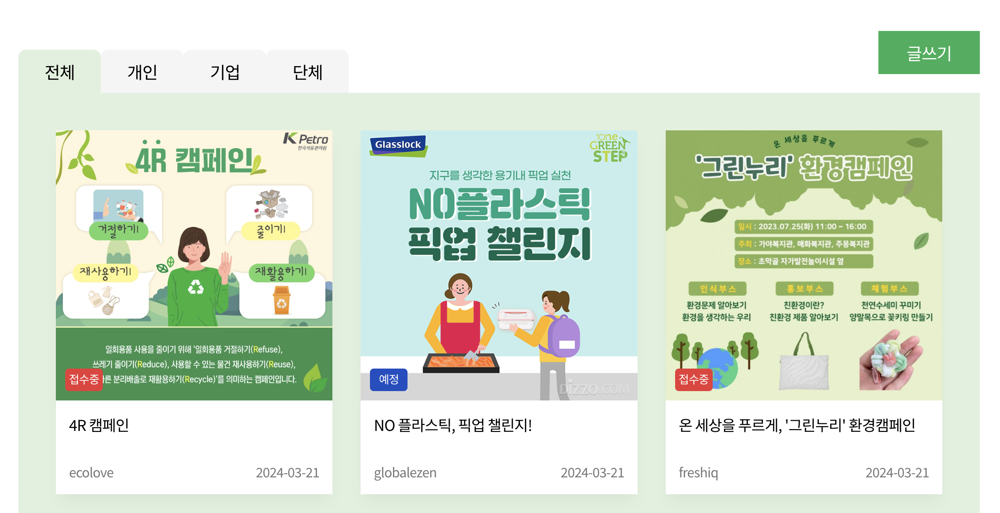 글쓰기
전체
개인
기업
단체
K Petro
한국석유관리원
4R 캠페인
거절하기!
줄이기!
재사용하기!
재활용하기!
일회용품 사용을 줄이기 위해 ‘일회용품 거절하기(Refuse),
쓰레기 줄이기(Reduce), 사용할 수 있는 물건 재사용하기(Reuse),
른 분리배출로 재활용하기(Recycle)’를 의미하는 캠페인입니다.
접수중
4R 캠페인
ecolove
2024-03-21
Glasslock
one
GREEN
STEP
지구를 생각한 용기내 픽업 실천
NO플라스틱
픽업 챌린지
DIZZO.COM
예정
NO 플라스틱, 픽업 챌린지!
globalezen
2024-03-21
온 세상을 푸르게
'그린누리' 환경캠페인
일시 : 2023.07.25(화) 11:00 ~ 16:00
주최 : 가야복지관, 매화복지관, 주몽복지관
장소 : 초막골 자가발전놀이시설 옆
인식부스
환경문제 알아보기
환경을 생각하는 우리
홍보부스
친환경이란?
친환경 제품 알아보기
체험부스
천연수세미 꾸미기
양말목으로 꽃키링 만들기
접수중
온 세상을 푸르게, '그린누리' 환경캠페인
freshiq
2024-03-21